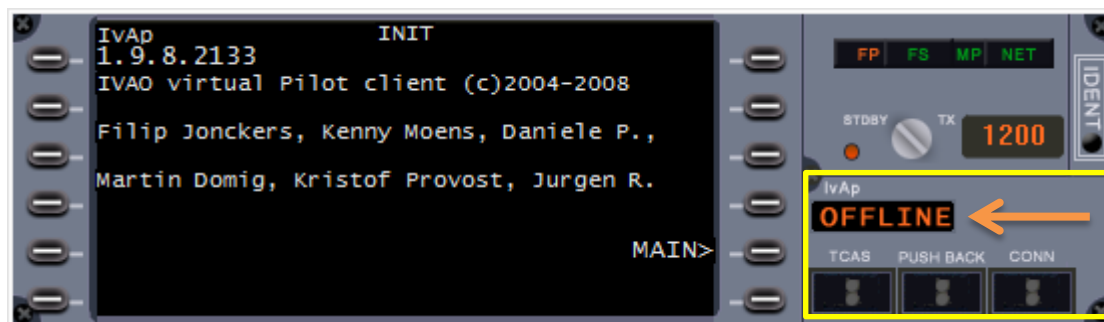 IvAp INIT
1.9.8.2133
IVAO virtual Pilot client (c)2004-2008
Filip Jonckers, Kenny Moens, Daniele P.,
Martin Domig, Kristof Provost, Jurgen R.
MAIN>
FP FS MP NET
STDBY TX 1200
IDENT
IvAp
OFFLINE
TCAS PUSH BACK CONN